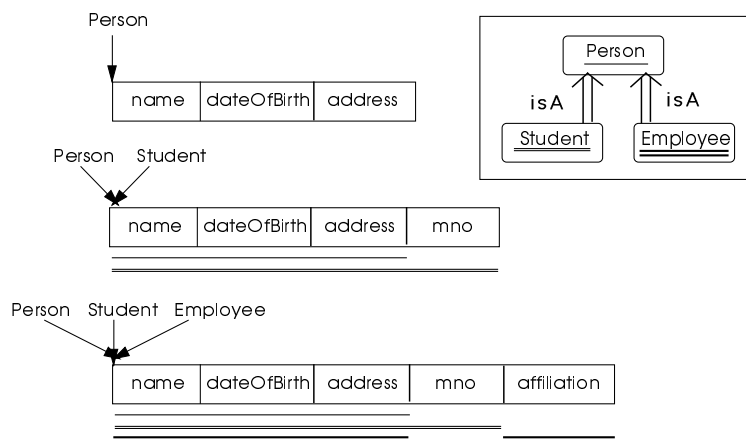 Person
name dateOfBirth address
Person
isA isA
Student Employee
Person Student
name dateOfBirth address mno
Person Student Employee
name dateOfBirth address mno affiliation